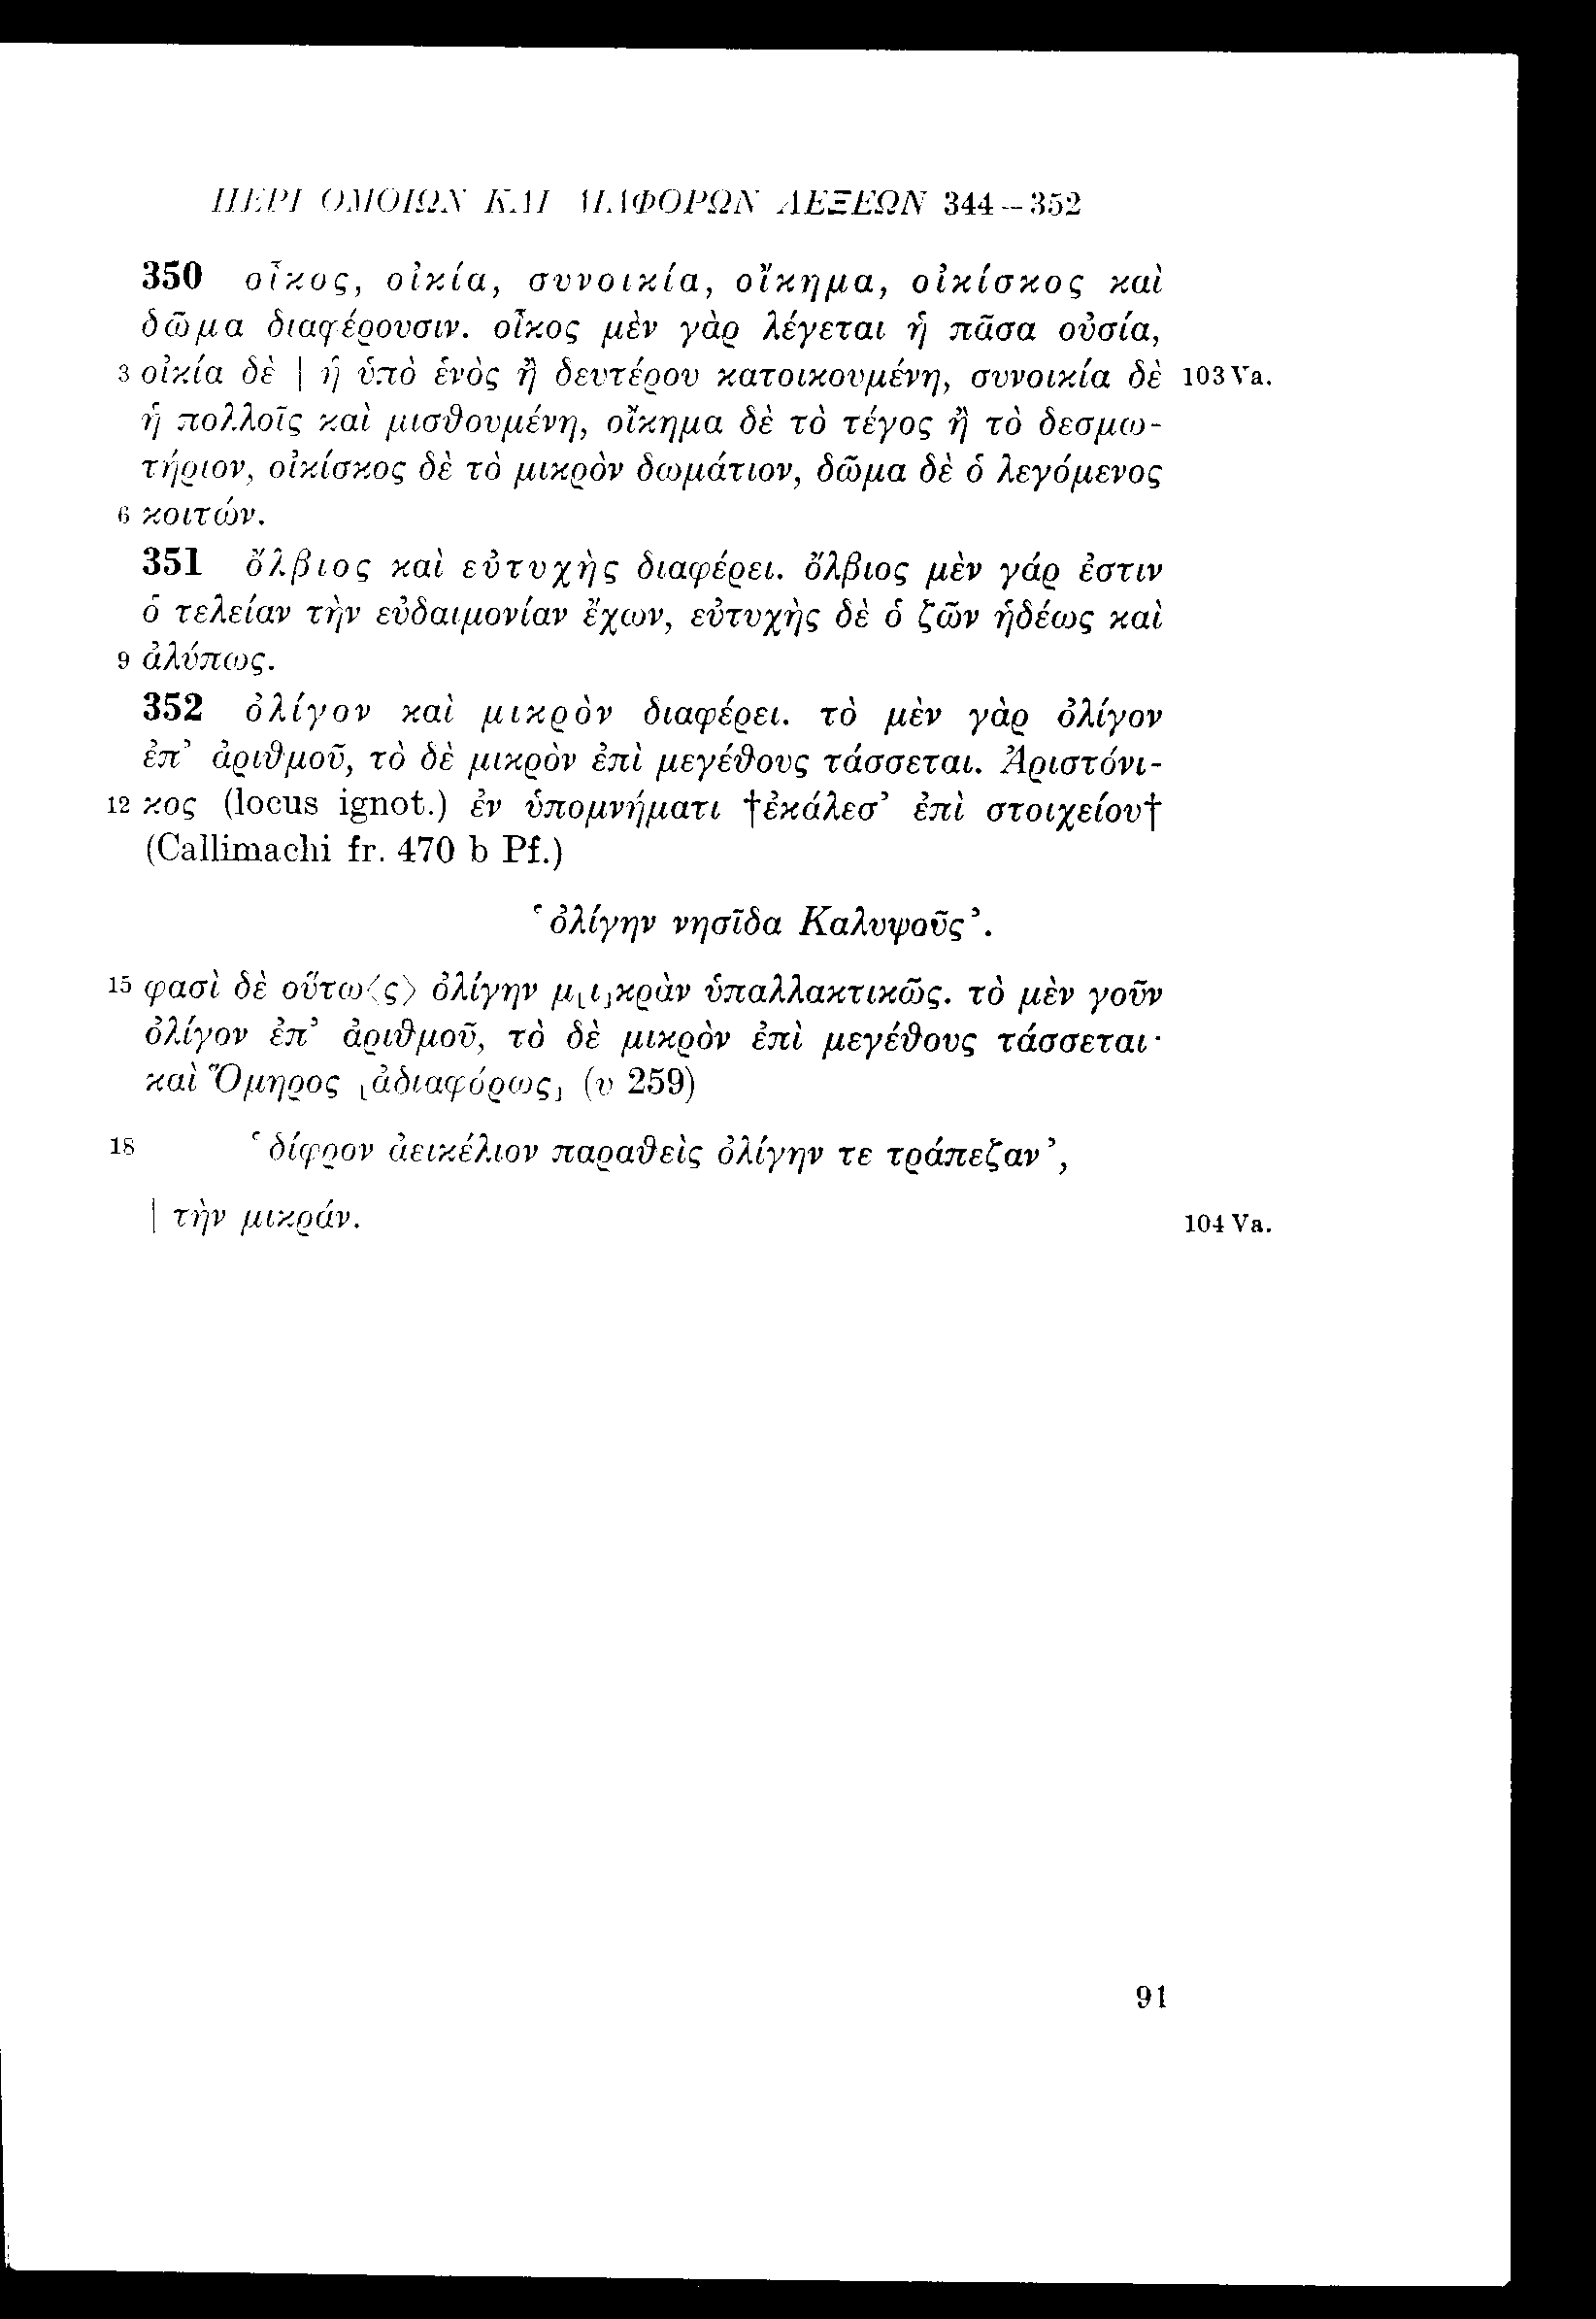 ΠΕΡΙ ΟΜΟΙΩΝ ΚΑΙ ΔΙΑΦΟΡΩΝ ΛΕΞΕΩΝ 344 – 352
350 οἶκος, οἰκία, συνοικία, οἴκημα, οἰκίσκος καὶ
δῶμα διαφέρουσιν. οἶκος μὲν γὰρ λέγεται ἡ πᾶσα οὐσία,
3 οἰκία δὲ | ἡ ὑπὸ ἑνὸς ἢ δευτέρου κατοικουμένη, συνοικία δὲ 103 Va.
ἡ πολλοῖς καὶ μισθουμένη, οἴκημα δὲ τὸ τέγος ἢ τὸ δεσμω-
τήριον, οἰκίσκος δὲ τὸ μικρὸν δωμάτιον, δῶμα δὲ ὁ λεγόμενος
6 κοιτών.
351 ὄλβιος καὶ εὐτυχὴς διαφέρει. ὄλβιος μὲν γάρ ἐστιν
ὁ τελείαν τὴν εὐδαιμονίαν ἔχων, εὐτυχὴς δὲ ὁ ζῶν ἡδέως καὶ
9 ἀλύπως.
352 ὀλίγον καὶ μικρὸν διαφέρει. τὸ μὲν γὰρ ὀλίγον
ἐπ’ ἀριθμοῦ, τὸ δὲ μικρὸν ἐπὶ μεγέθους τάσσεται. Ἀριστόνι-
12 κος (locus ignot.) ἐν ὑπομνήματι †ἐκάλεσ’ ἐπὶ στοιχείου†
(Callimachi fr. 470 b Pf.)
‘ὀλίγην νησῖδα Καλυψοῦς’.
15 φασὶ δὲ οὕτω⟨ς⟩ ὀλίγην μ⸤ι⸥κρὰν ὑπαλλακτικῶς. τὸ μὲν γοῦν
ὀλίγον ἐπ’ ἀριθμοῦ, τὸ δὲ μικρὸν ἐπὶ μεγέθους τάσσεται·
καὶ Ὅμηρος ⸤ἀδιαφόρως⸥ (υ 259)
18 ‘δίφρον ἀεικέλιον παραθεὶς ὀλίγην τε τράπεζαν’,
| τὴν μικράν. 104 Va.
91